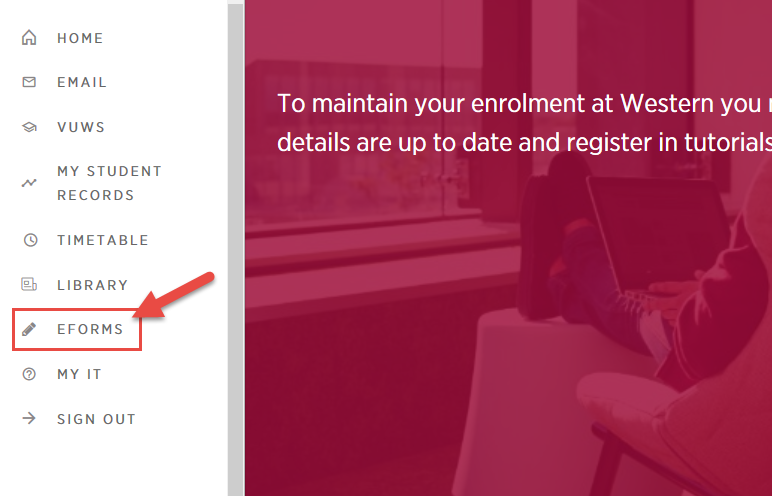 HOME
EMAIL
VUWS
MY STUDENT
RECORDS
TIMETABLE
LIBRARY
EFORMS
MY IT
SIGN OUT
To maintain your enrolment at Western you
details are up to date and register in tutorials